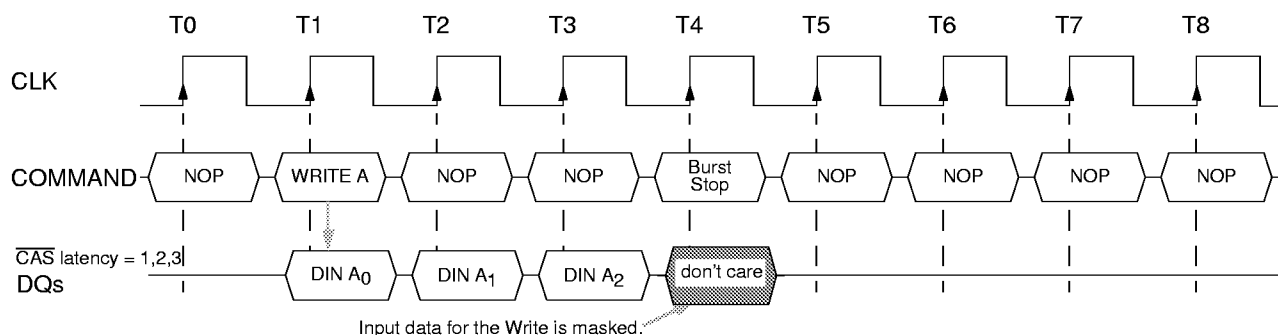 T0 T1 T2 T3 T4 T5 T6 T7 T8
CLK
COMMAND NOP WRITE A NOP NOP Burst Stop NOP NOP NOP NOP
CAS latency = 1,2,3
DQs DIN A0 DIN A1 DIN A2 don't care
Input data for the Write is masked.